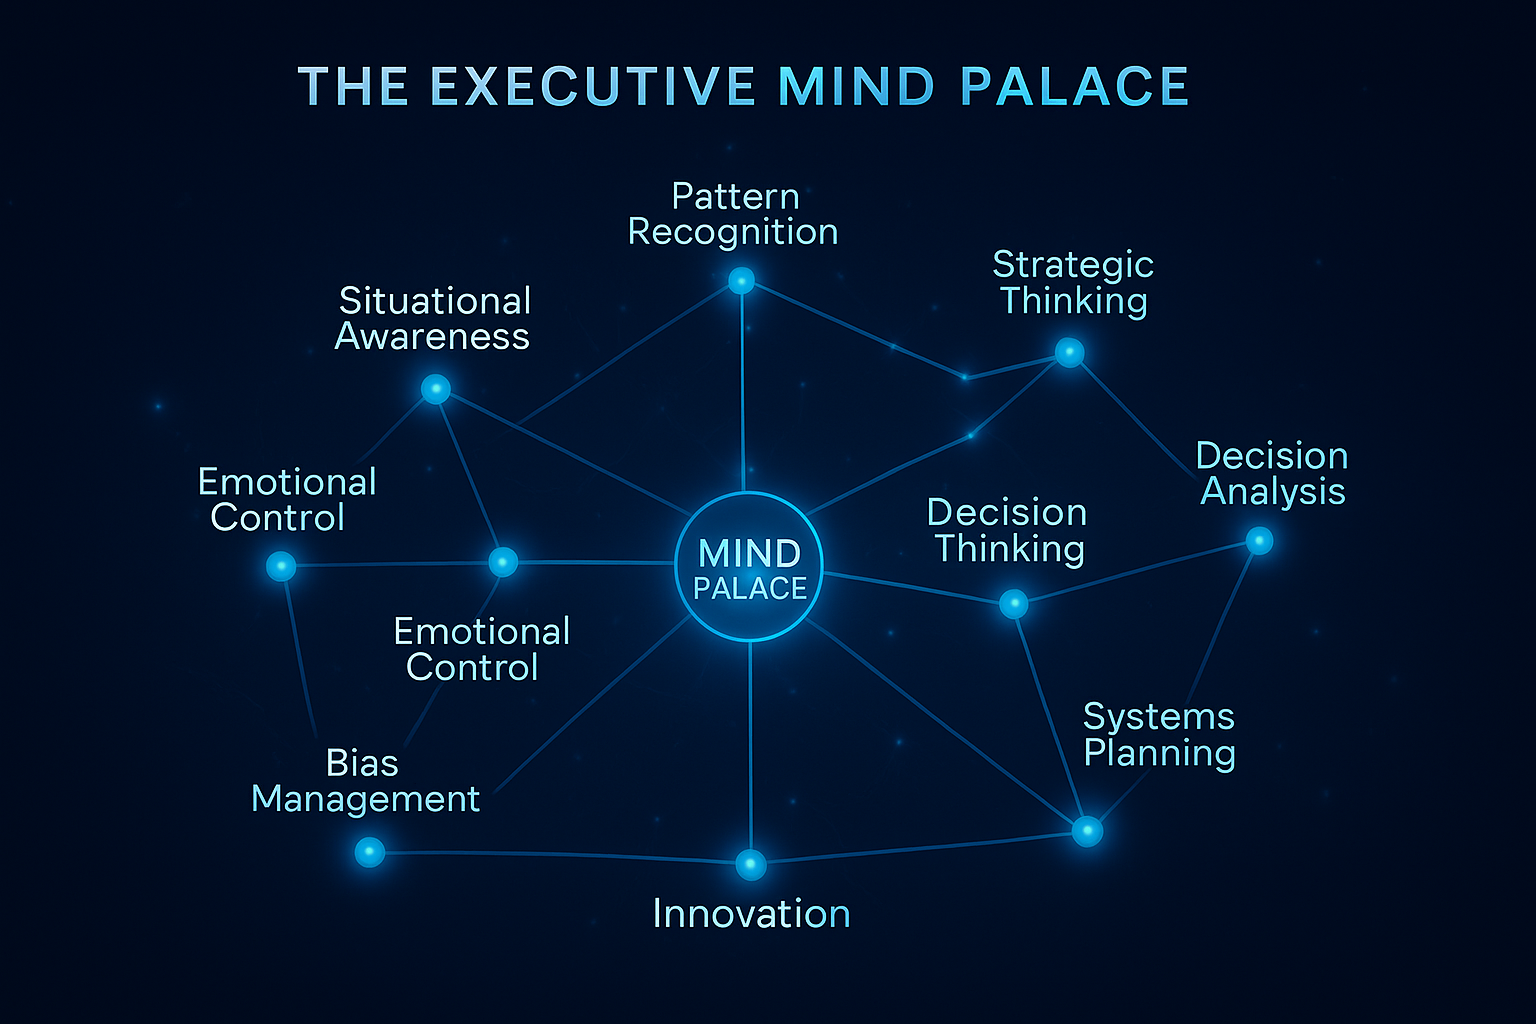 THE EXECUTIVE MIND PALACE
Pattern
Recognition
Strategic
Thinking
Situational
Awareness
Decision
Analysis
Emotional
Control
Decision
Thinking
MIND
PALACE
Emotional
Control
Systems
Planning
Bias
Management
Innovation